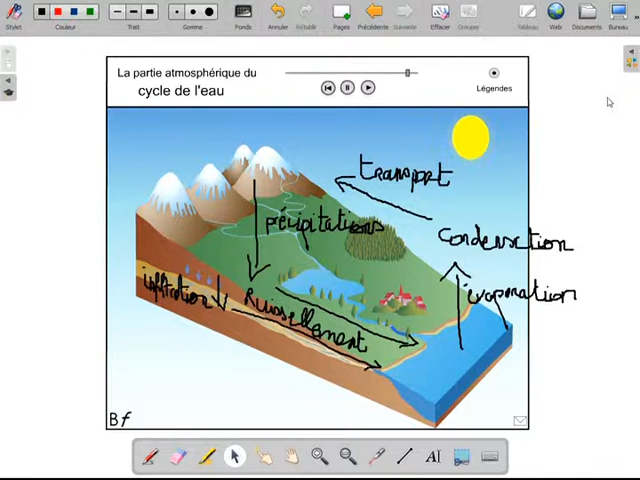 Stylet
Couleur
Trait
Gomme
Fonds
Annuler
Rétablir
Pages
Précédente
Suivante
Effacer
Grouper
Tableau
Web
Documents
Bureau
La partie atmosphérique du
cycle de l'eau
Légendes
transport
précipitations
condensation
évaporation
infiltration
Ruissellement
Bf
AI